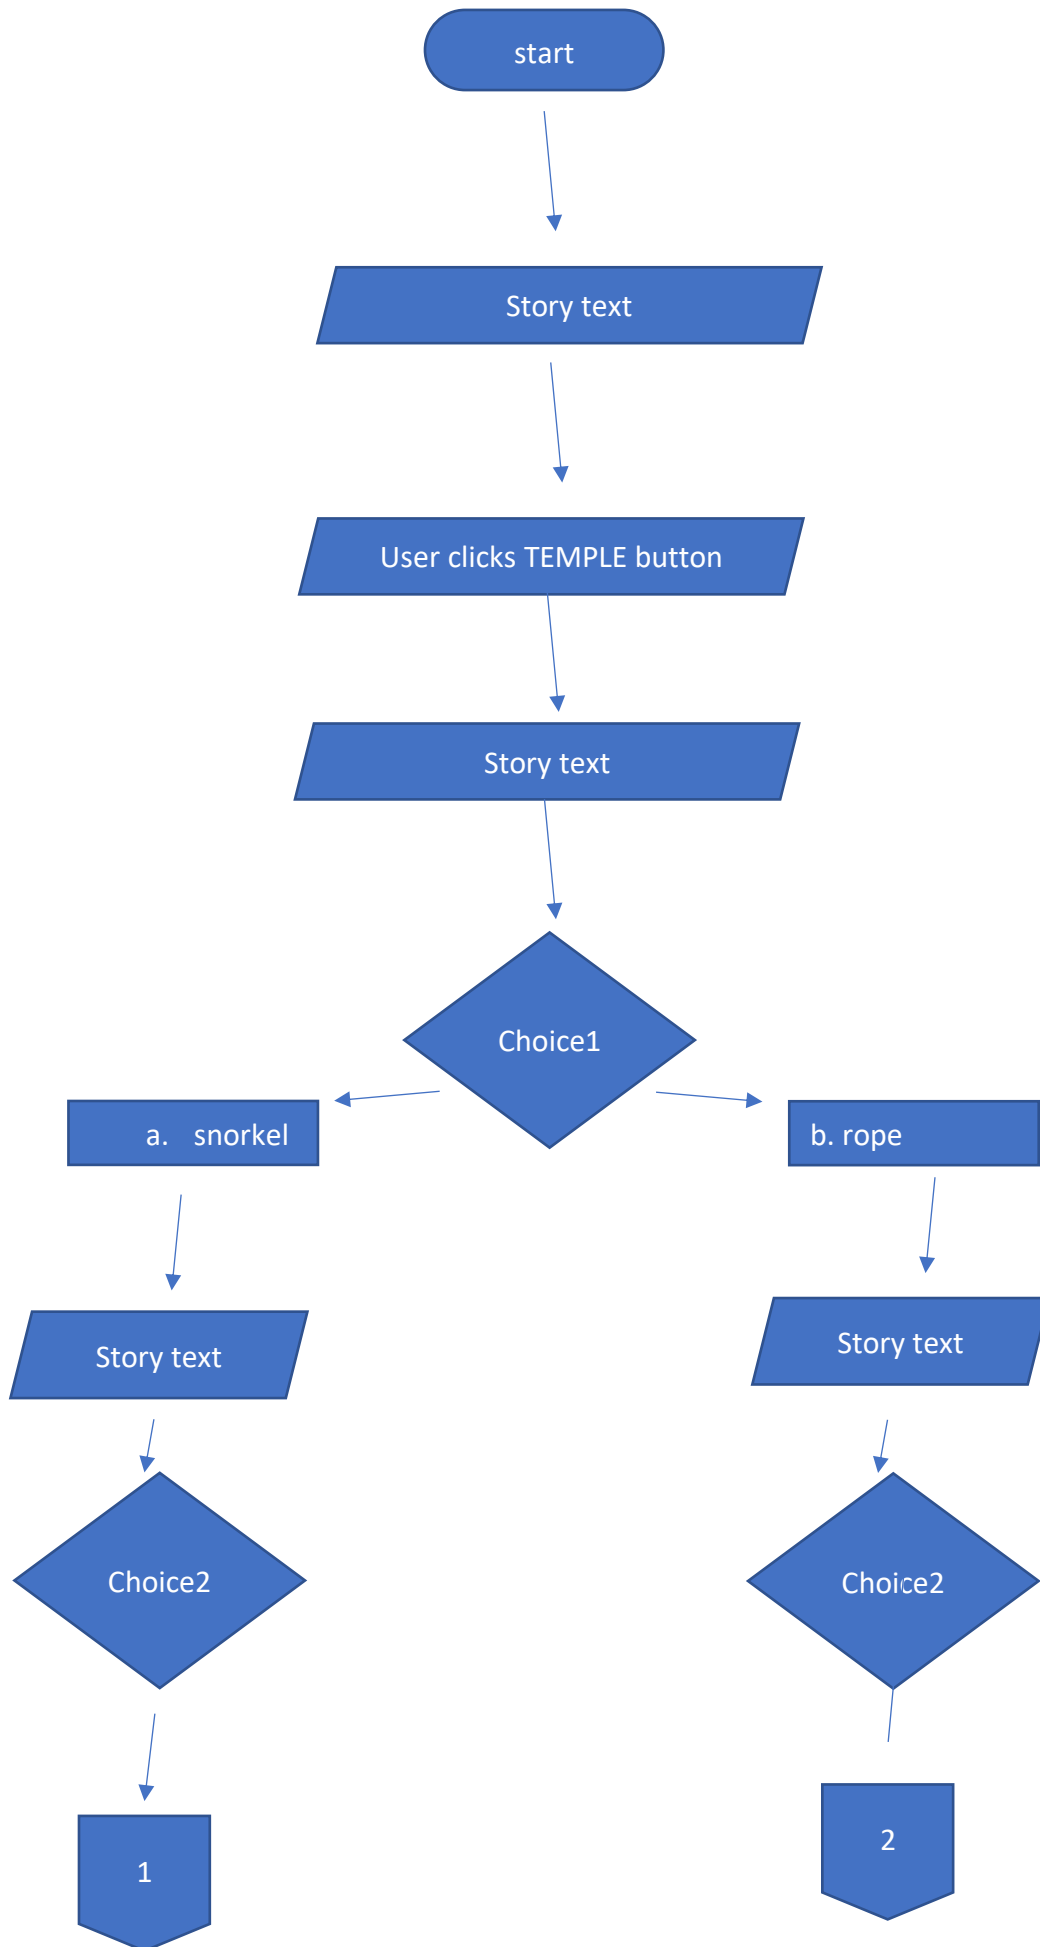 start
Story text
User clicks TEMPLE button
Story text
Choice1
a. snorkel
b. rope
Story text
Story text
Choice2
Choice2
1
2